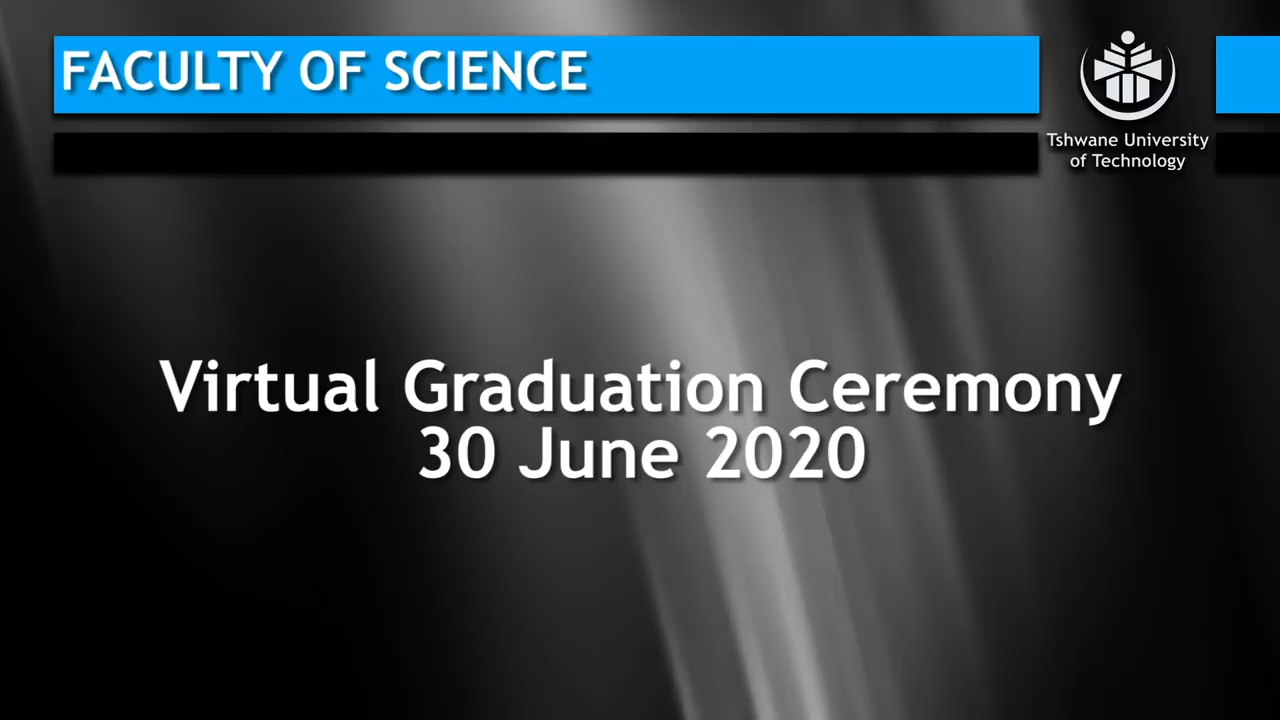 FACULTY OF SCIENCE
Tshwane University
of Technology
Virtual Graduation Ceremony
30 June 2020